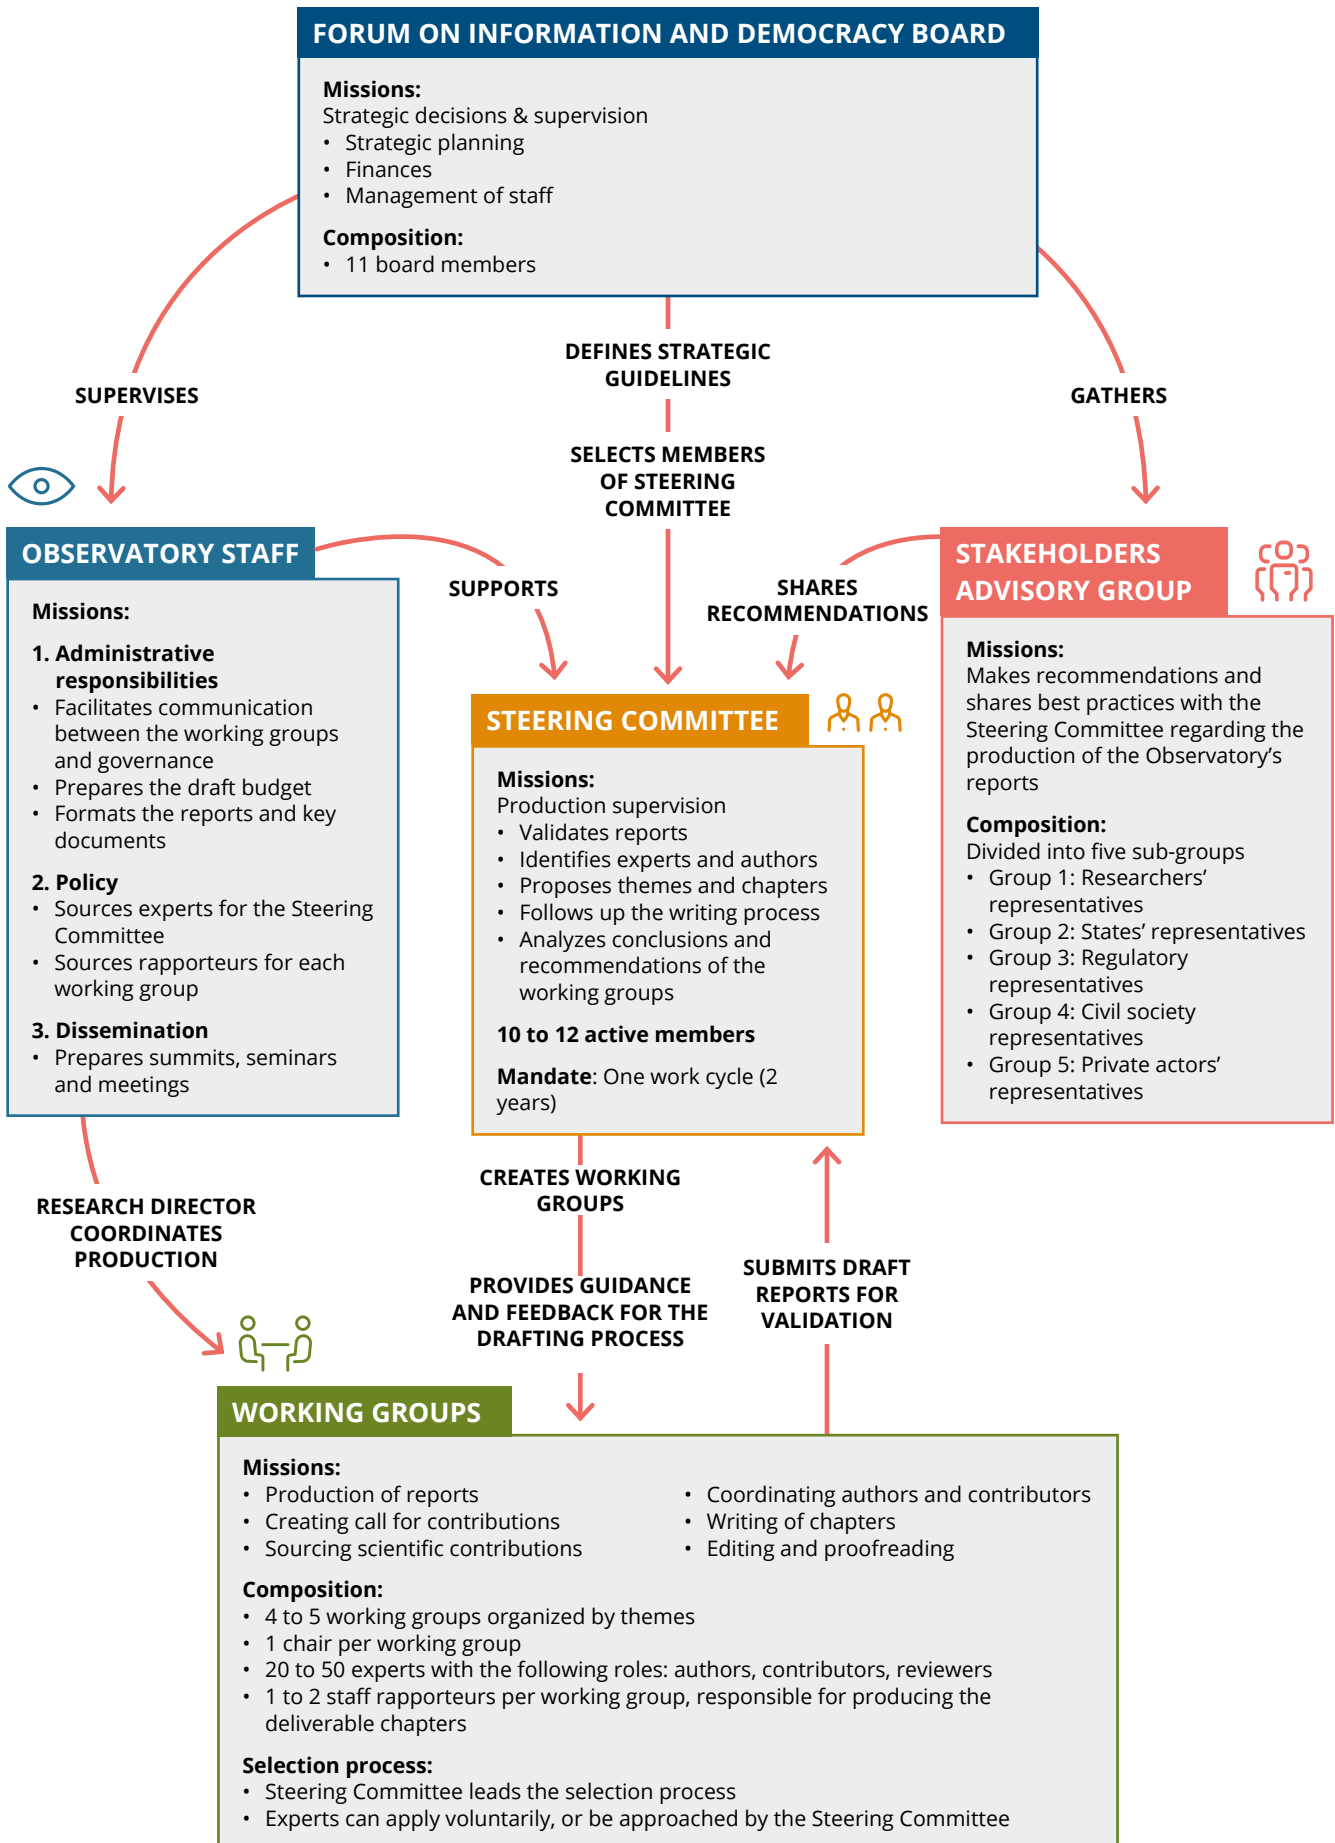 FORUM ON INFORMATION AND DEMOCRACY BOARD
Missions:
Strategic decisions & supervision
• Strategic planning
• Finances
• Management of staff
Composition:
• 11 board members
SUPERVISES
DEFINES STRATEGIC
GUIDELINES
SELECTS MEMBERS
OF STEERING
COMMITTEE
GATHERS
OBSERVATORY STAFF
Missions:
1. Administrative
responsibilities
• Facilitates communication
between the working groups
and governance
• Prepares the draft budget
• Formats the reports and key
documents
2. Policy
• Sources experts for the Steering
Committee
• Sources rapporteurs for each
working group
3. Dissemination
• Prepares summits, seminars
and meetings
SUPPORTS
SHARES
RECOMMENDATIONS
STAKEHOLDERS
ADVISORY GROUP
Missions:
Makes recommendations and
shares best practices with the
Steering Committee regarding the
production of the Observatory’s
reports
Composition:
Divided into five sub-groups
• Group 1: Researchers’
representatives
• Group 2: States’ representatives
• Group 3: Regulatory
representatives
• Group 4: Civil society
representatives
• Group 5: Private actors’
representatives
STEERING COMMITTEE
Missions:
Production supervision
• Validates reports
• Identifies experts and authors
• Proposes themes and chapters
• Follows up the writing process
• Analyzes conclusions and
recommendations of the
working groups
10 to 12 active members
Mandate: One work cycle (2
years)
RESEARCH DIRECTOR
COORDINATES
PRODUCTION
CREATES WORKING
GROUPS
PROVIDES GUIDANCE
AND FEEDBACK FOR THE
DRAFTING PROCESS
SUBMITS DRAFT
REPORTS FOR
VALIDATION
WORKING GROUPS
Missions:
• Production of reports
• Creating call for contributions
• Sourcing scientific contributions
• Coordinating authors and contributors
• Writing of chapters
• Editing and proofreading
Composition:
• 4 to 5 working groups organized by themes
• 1 chair per working group
• 20 to 50 experts with the following roles: authors, contributors, reviewers
• 1 to 2 staff rapporteurs per working group, responsible for producing the
deliverable chapters
Selection process:
• Steering Committee leads the selection process
• Experts can apply voluntarily, or be approached by the Steering Committee